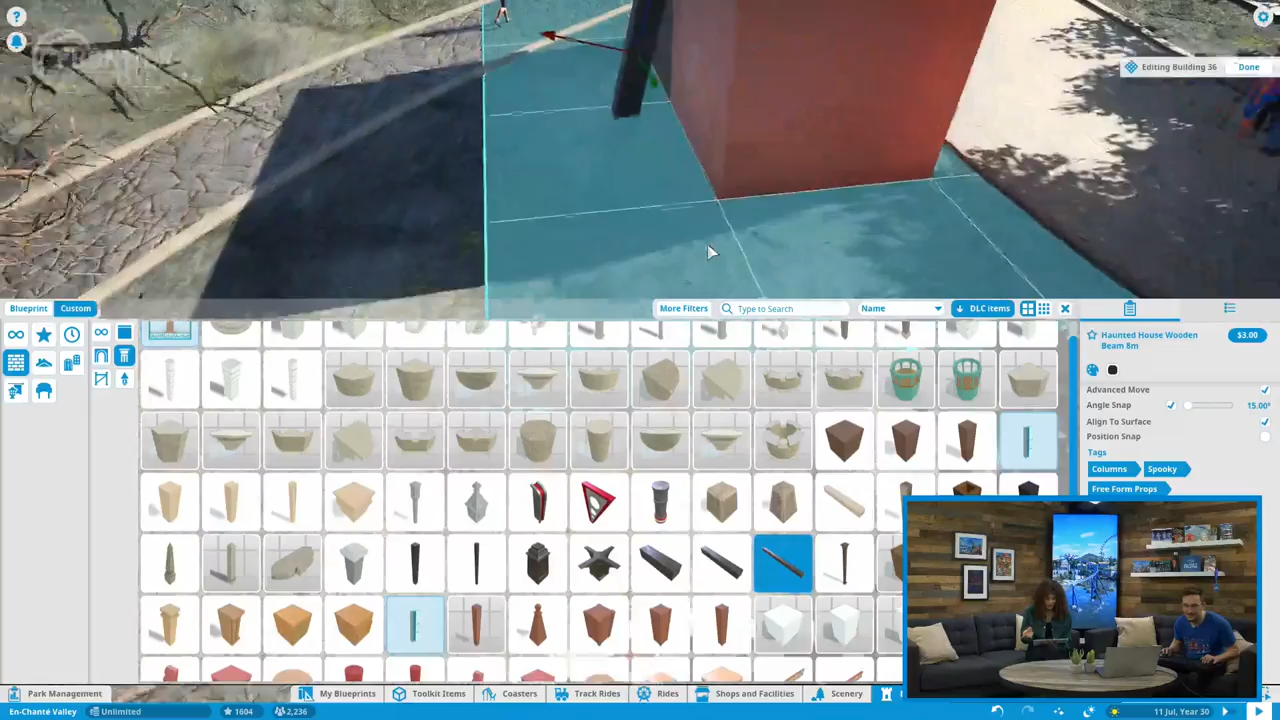 ?
Editing Building 36
Done
Blueprint
Custom
More Filters
Type to Search
Name
DLC items
Haunted House Wooden
Beam 8m
$3.00
Advanced Move
Angle Snap
15.00°
Align To Surface
Position Snap
Tags
Columns
Spooky
Free Form Props
Park Management
My Blueprints
Toolkit Items
Coasters
Track Rides
Rides
Shops and Facilities
Scenery
En-Chanté Valley
Unlimited
1604
2,236
11 Jul, Year 30